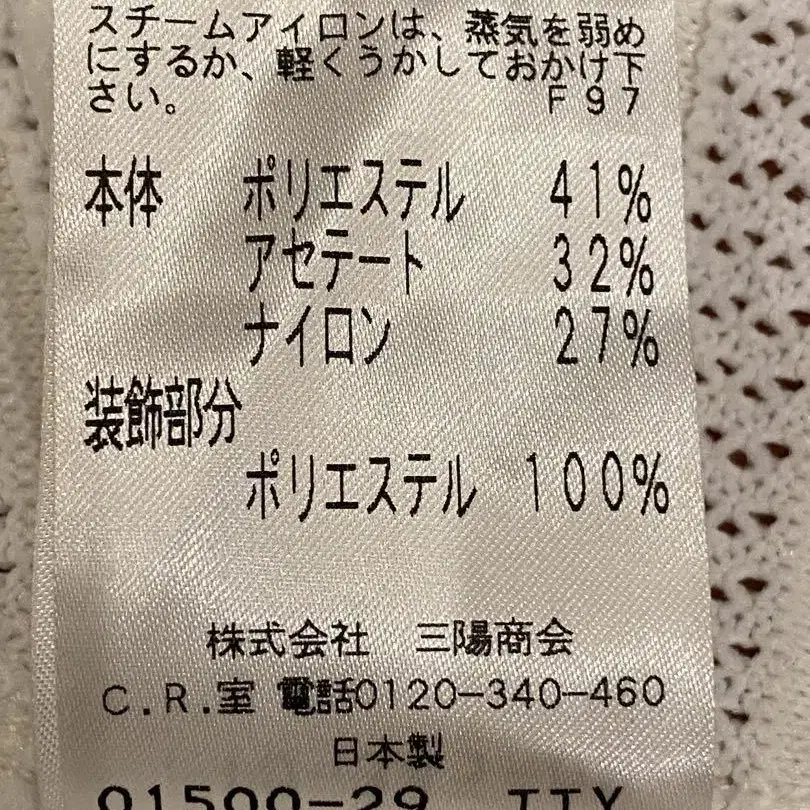 スチームアイロンは、蒸気を弱め
にするか、軽くうかしておかけ下
さい。 F97
本体 ポリエステル 41%
アセテート 32%
ナイロン 27%
装飾部分
ポリエステル 100%
株式会社 三陽商会
C.R.室 電話0120-340-460
日本製
01500-29 TTY